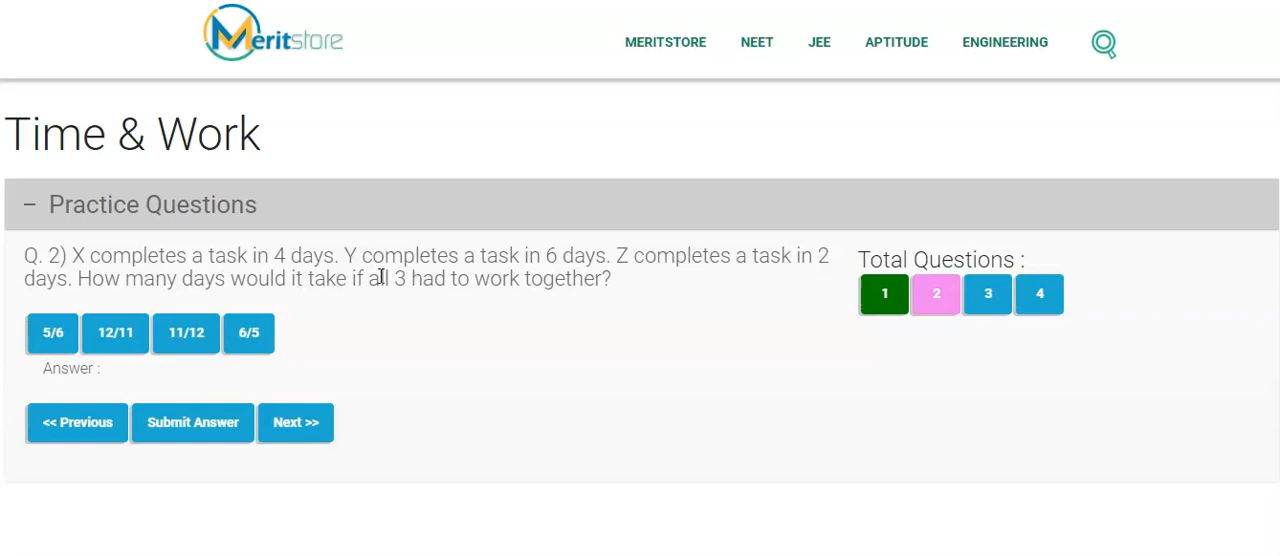 Meritstore
MERITSTORE NEET JEE APTITUDE ENGINEERING
Time & Work
− Practice Questions
Q. 2) X completes a task in 4 days. Y completes a task in 6 days. Z completes a task in 2
days. How many days would it take if all 3 had to work together?
Total Questions :
1 2 3 4
5/6 12/11 11/12 6/5
Answer :
<< Previous Submit Answer Next >>